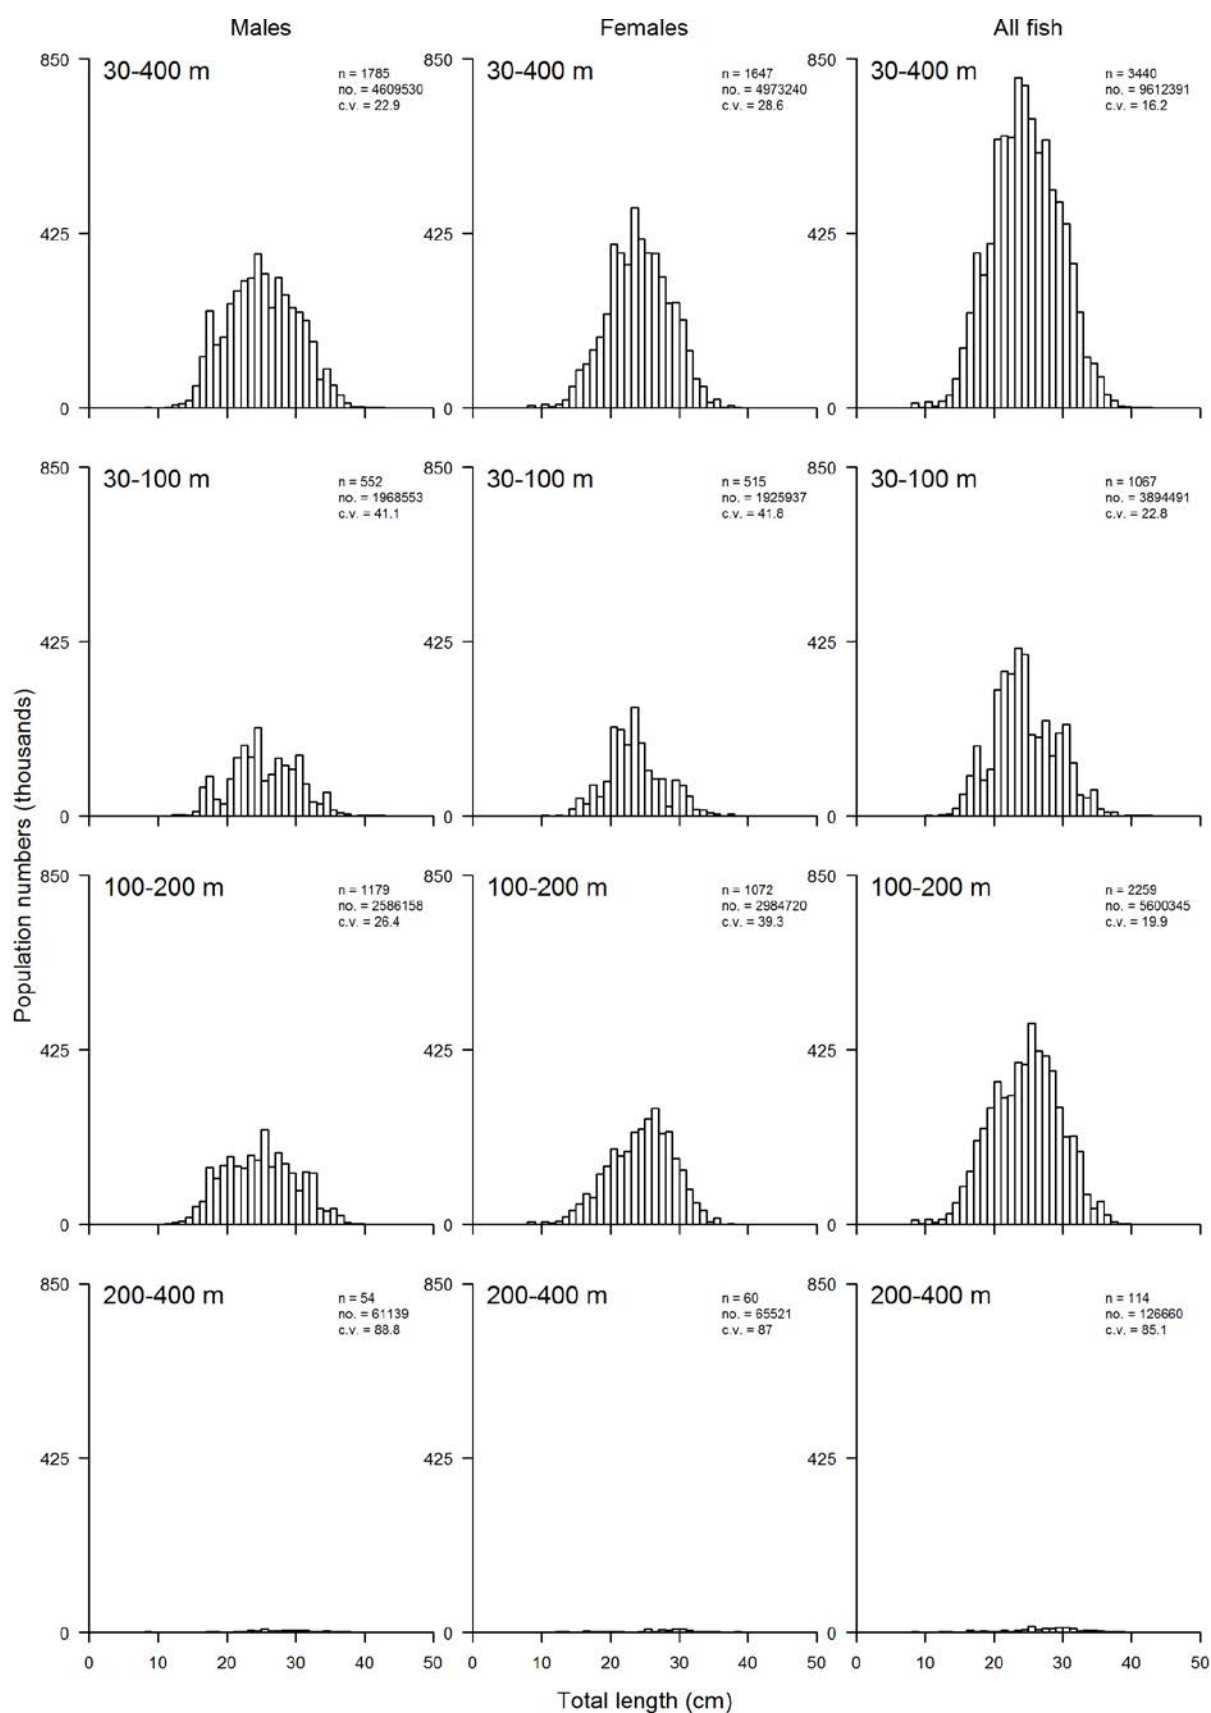 Males Females All fish
850 30-400 m n = 1785 850 30-400 m n = 1647 850 30-400 m n = 3440
no. = 4609530 no. = 4973240 no. = 9612391
c.v. = 22.9 c.v. = 28.6 c.v. = 16.2
425 425 425
0 0 0
850 30-100 m n = 552 850 30-100 m n = 515 850 30-100 m n = 1067
no. = 1968553 no. = 1925937 no. = 3894491
c.v. = 41.1 c.v. = 41.8 c.v. = 22.8
425 425 425
0 0 0
Population numbers (thousands)
850 100-200 m n = 1179 850 100-200 m n = 1072 850 100-200 m n = 2259
no. = 2586158 no. = 2984720 no. = 5600345
c.v. = 26.4 c.v. = 39.3 c.v. = 19.9
425 425 425
0 0 0
850 200-400 m n = 54 850 200-400 m n = 60 850 200-400 m n = 114
no. = 61139 no. = 65521 no. = 126660
c.v. = 88.8 c.v. = 87 c.v. = 85.1
425 425 425
0 0 0
0 10 20 30 40 50 0 10 20 30 40 50 0 10 20 30 40 50
Total length (cm)